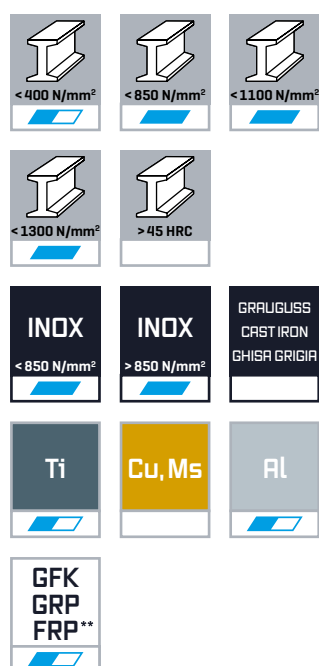 <400 N/mm²
<850 N/mm²
<1100 N/mm²
<1300 N/mm²
>45 HRC
INOX
<850 N/mm²
INOX
>850 N/mm²
GRAUGUSS
CAST IRON
GHISA GRIGIA
Ti
Cu, Ms
Al
GFK
GRP
FRP**